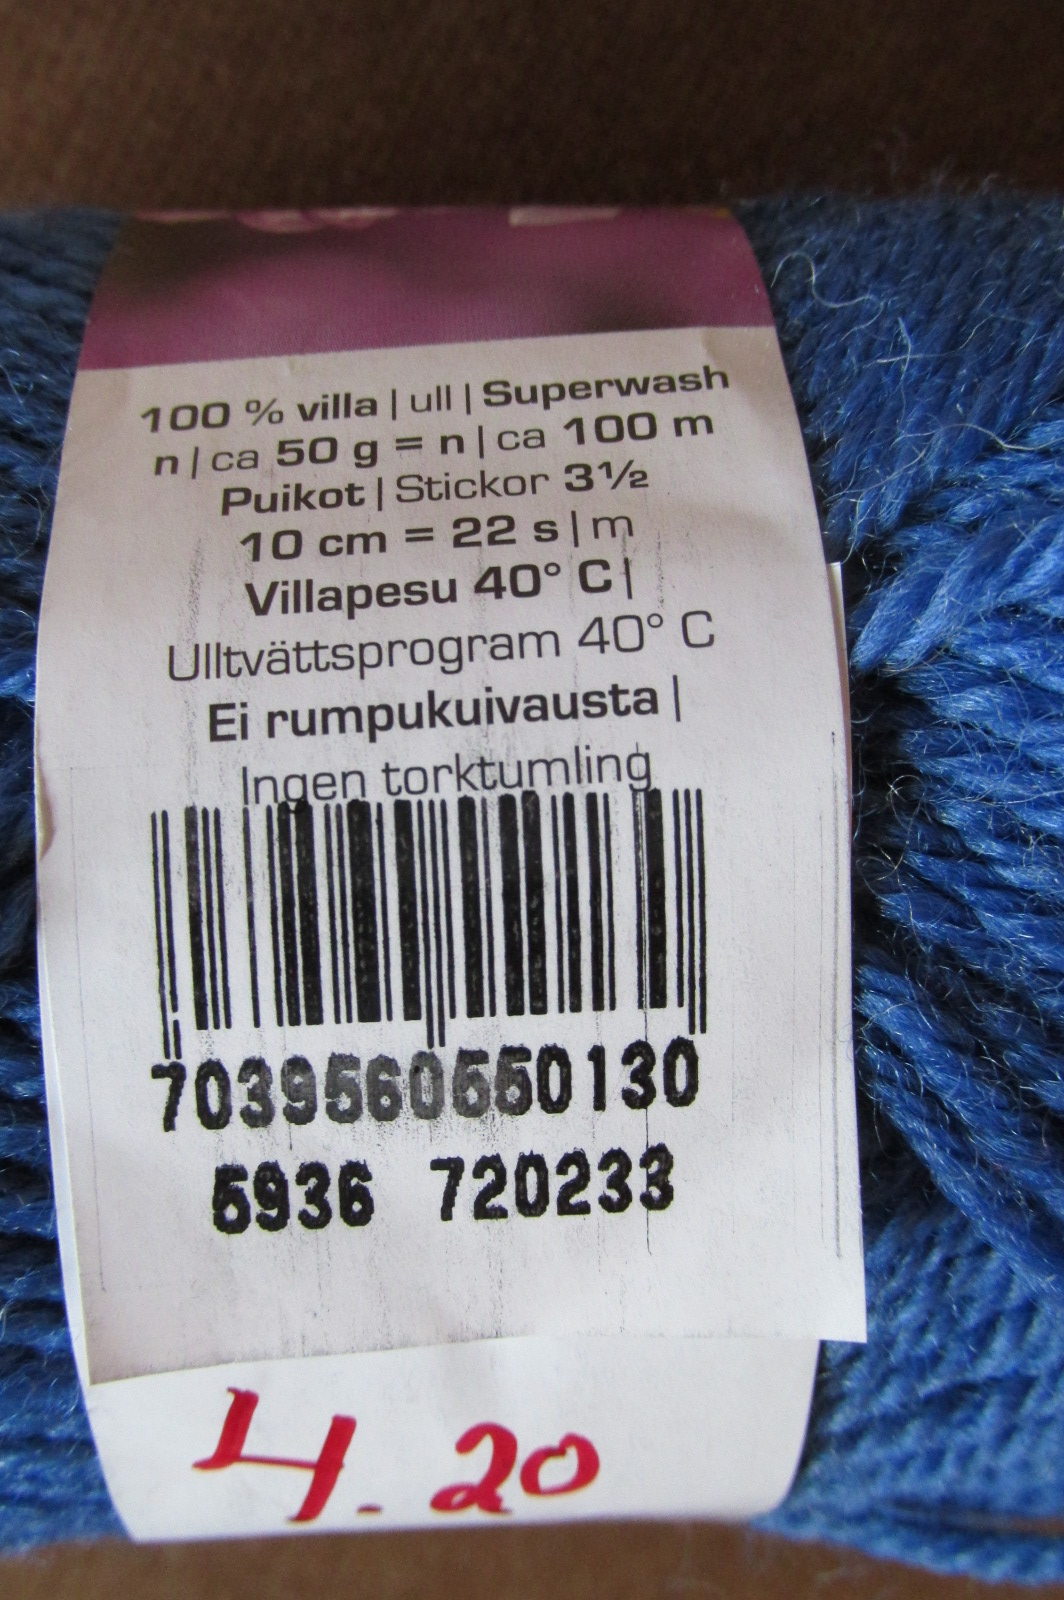 100 % villa | ull | Superwash
n | ca 50 g = n | ca 100 m
Puikot | Stickor 3½
10 cm = 22 s | m
Villapesu 40° C |
Ulltvättsprogram 40° C
Ei rumpukuivausta |
Ingen torktumling
7039560550130
5936 720233
4.20